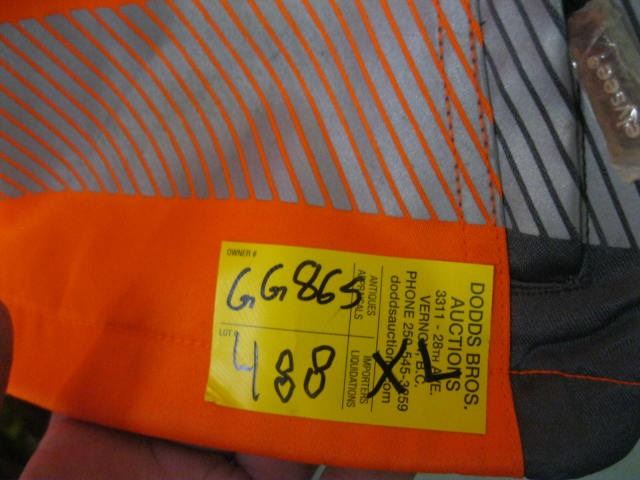 OWNER #
GG865
LOT #
488
ANTIQUES
APPRAISALS
IMPORTERS
LIQUIDATIONS
XL
DODDS BROS.
AUCTIONS
3311 - 28TH AVE.
VERNON, B.C.
PHONE 250-545-3259
doddsauction.com